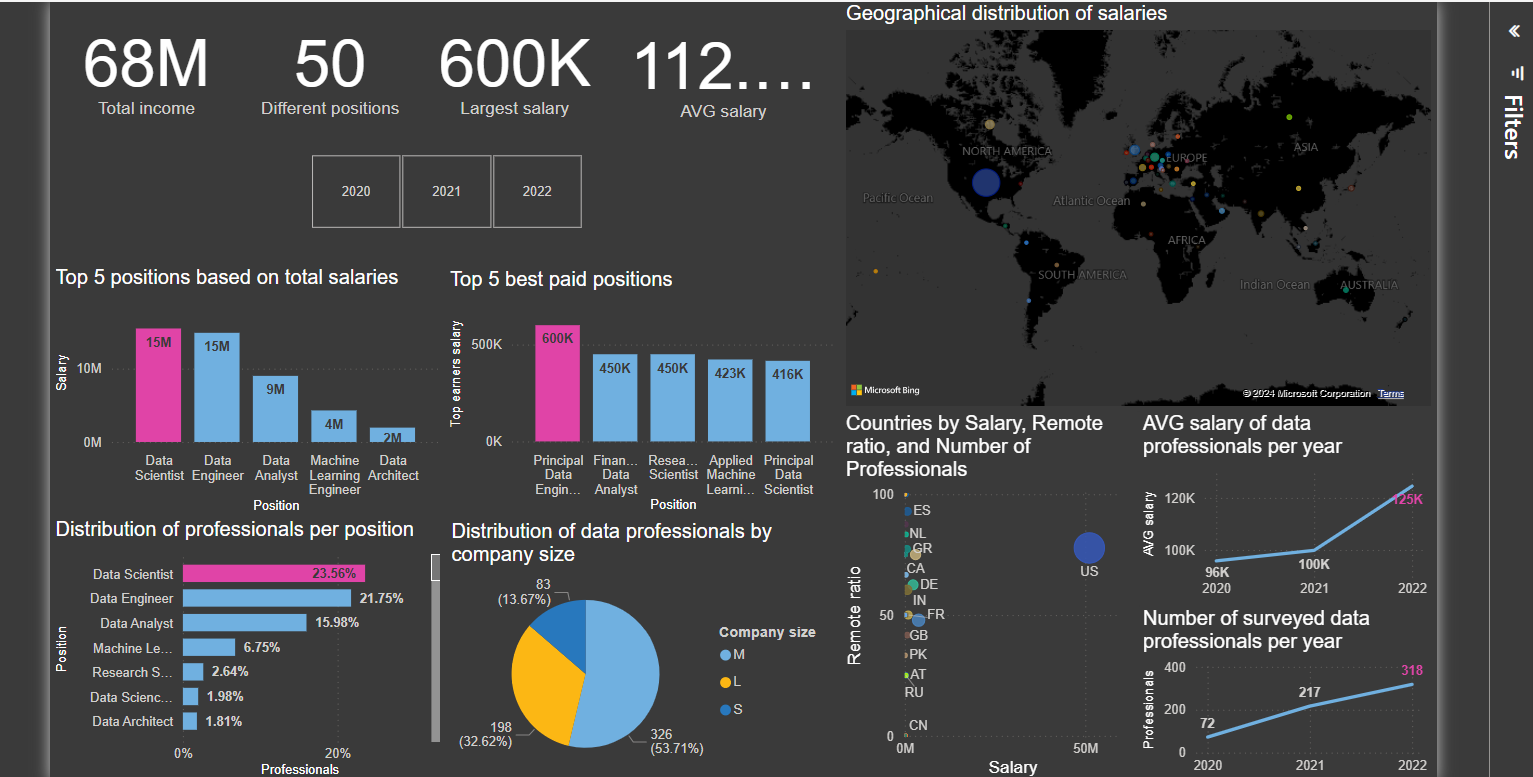 68M
Total income
50
Different positions
600K
Largest salary
112....
AVG salary
2020
2021
2022
Top 5 positions based on total salaries
Salary
10M
0M
15M
15M
9M
4M
2M
Data
Scientist
Data
Engineer
Data
Analyst
Machine
Learning
Engineer
Data
Architect
Position
Top 5 best paid positions
Top earners salary
500K
0K
600K
450K
450K
423K
416K
Principal
Data
Engin...
Finan...
Data
Analyst
Resea...
Scientist
Applied
Machine
Learni...
Principal
Data
Scientist
Position
Distribution of professionals per position
Position
Data Scientist
23.56%
Data Engineer
21.75%
Data Analyst
15.98%
Machine Le...
6.75%
Research S...
2.64%
Data Scienc...
1.98%
Data Architect
1.81%
0%
20%
Professionals
Distribution of data professionals by
company size
83
(13.67%)
198
(32.62%)
326
(53.71%)
Company size
M
L
S
Geographical distribution of salaries
NORTH AMERICA
EUROPE
ASIA
Pacific Ocean
Atlantic Ocean
AFRICA
SOUTH AMERICA
Indian Ocean
AUSTRALIA
Microsoft Bing
© 2024 Microsoft Corporation
Terms
Countries by Salary, Remote
ratio, and Number of
Professionals
Remote ratio
100
50
0
ES
NL
GR
CA
DE
IN
FR
GB
PK
AT
RU
CN
US
0M
50M
Salary
AVG salary of data
professionals per year
AVG salary
120K
100K
96K
100K
125K
2020
2021
2022
Number of surveyed data
professionals per year
Professionals
400
200
0
72
217
318
2020
2021
2022
Filters